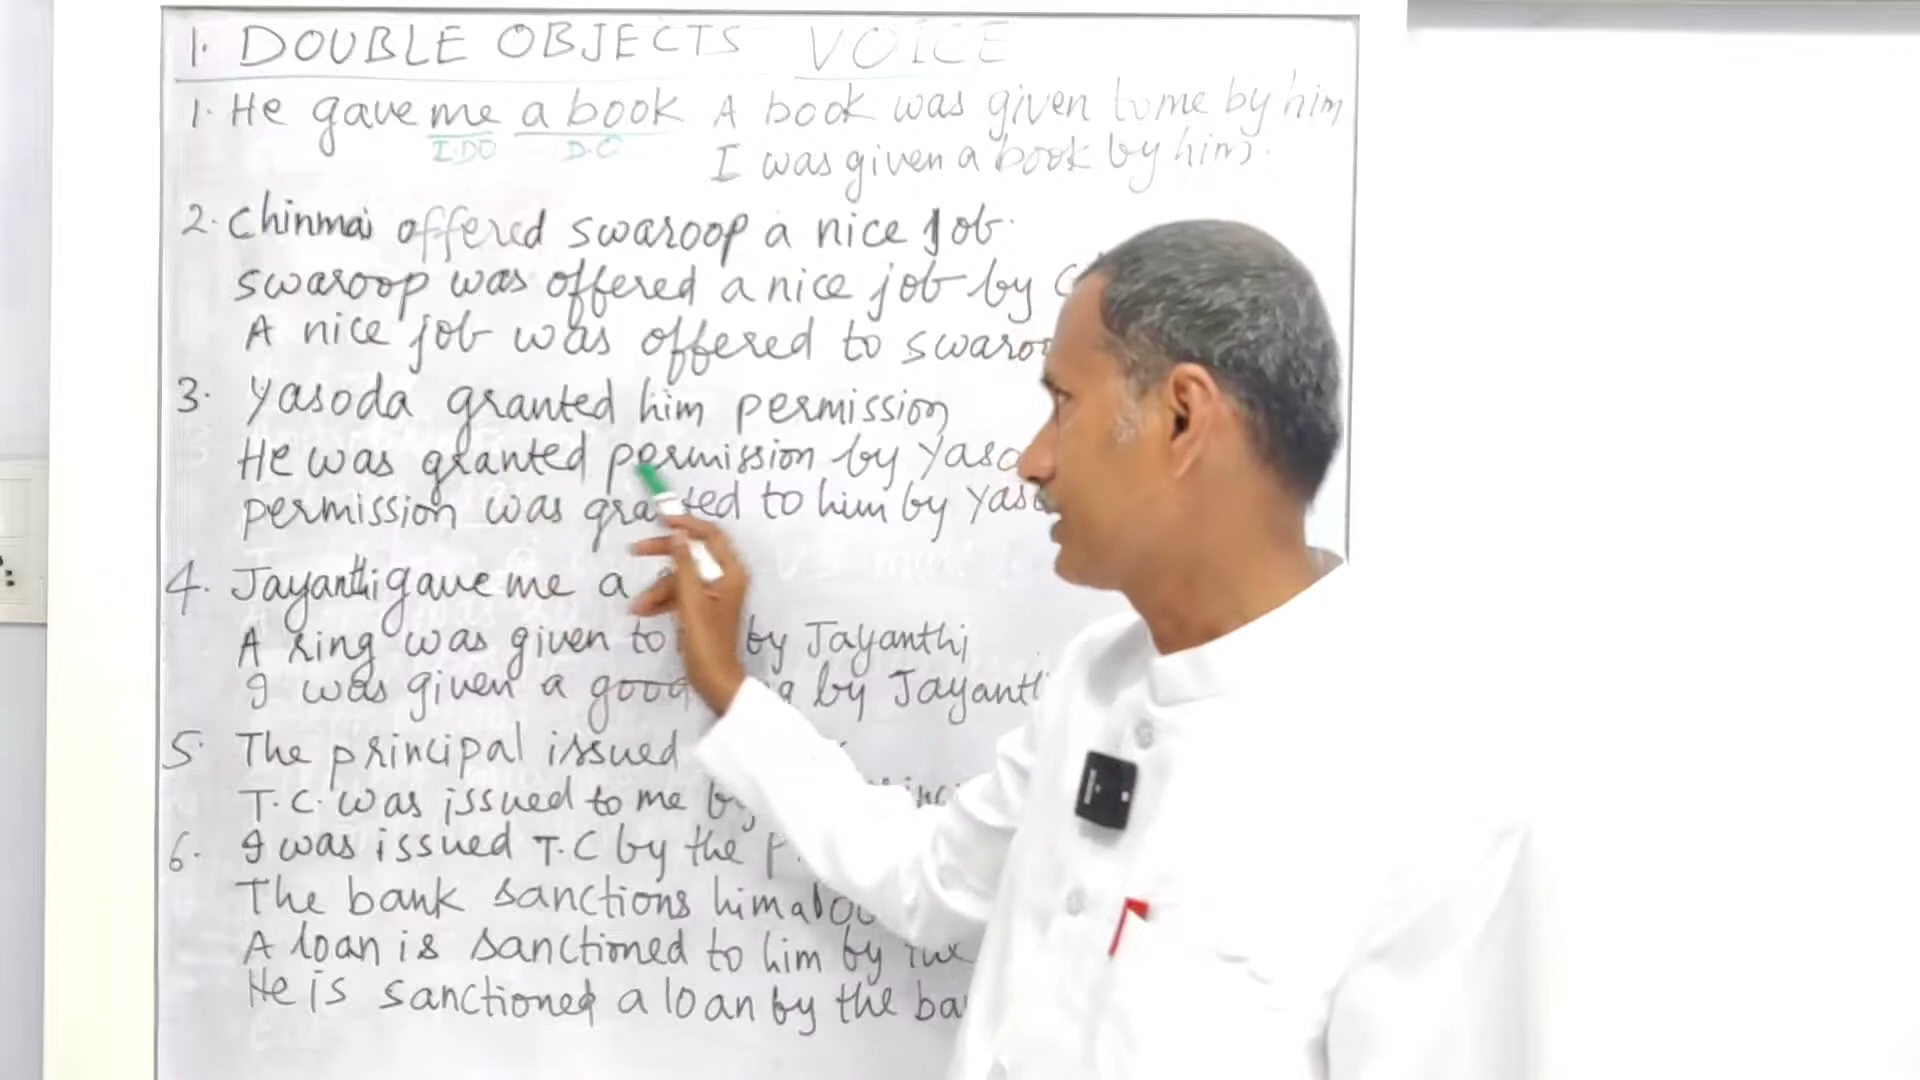 1. DOUBLE OBJECTS VOICE
1. He gave me a book A book was given to me by him
I.DO D.O
I was given a book by him.
2. Chinmai offered swaroop a nice job.
swaroop was offered a nice job by
A nice job was offered to
3. Yasoda granted him permission
He was granted permission by
permission was granted to him by
4. Jayanthi gave me a
A ring was given to by Jayanthi
I was given a good by
5. The principal issued
T.C. was issued to me
6. I was issued T.C by the
The bank sanctions him a
A loan is sanctioned to him by
He is sanctioned a loan by the